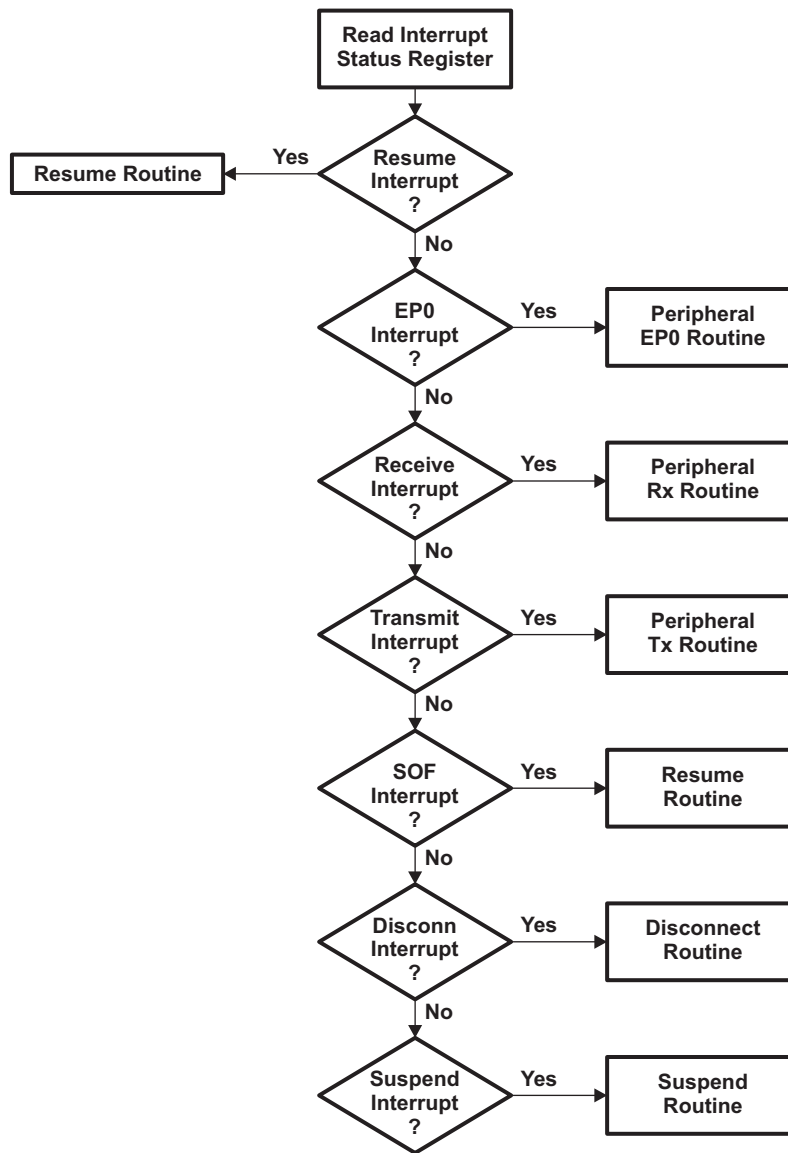 Read Interrupt
Status Register
Resume
Interrupt
?
Yes
Resume Routine
No
EP0
Interrupt
?
Yes
Peripheral
EP0 Routine
No
Receive
Interrupt
?
Yes
Peripheral
Rx Routine
No
Transmit
Interrupt
?
Yes
Peripheral
Tx Routine
No
SOF
Interrupt
?
Yes
Resume
Routine
No
Disconn
Interrupt
?
Yes
Disconnect
Routine
No
Suspend
Interrupt
?
Yes
Suspend
Routine